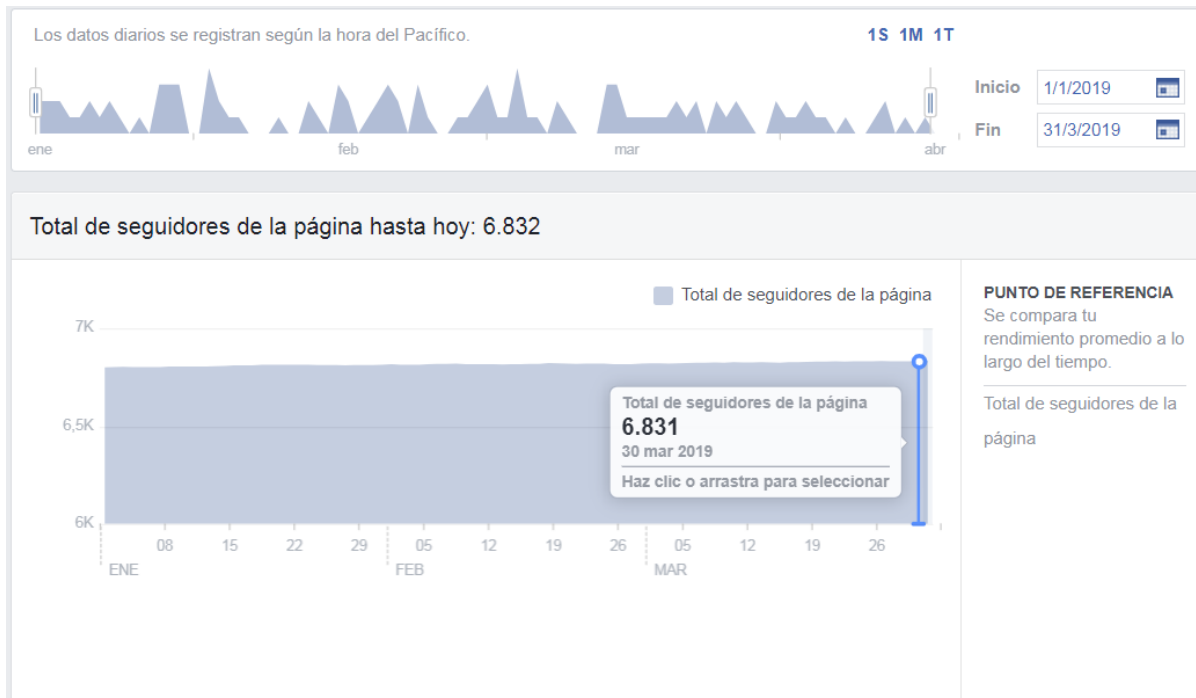 Los datos diarios se registran según la hora del Pacífico.
1S 1M 1T
Inicio 1/1/2019
Fin 31/3/2019
ene feb mar abr
Total de seguidores de la página hasta hoy: 6.832
Total de seguidores de la página
PUNTO DE REFERENCIA
Se compara tu
rendimiento promedio a lo
largo del tiempo.
Total de seguidores de la
página
7K
6,5K
6K
Total de seguidores de la página
6.831
30 mar 2019
Haz clic o arrastra para seleccionar
08 15 22 29 05 12 19 26 05 12 19 26
ENE FEB MAR